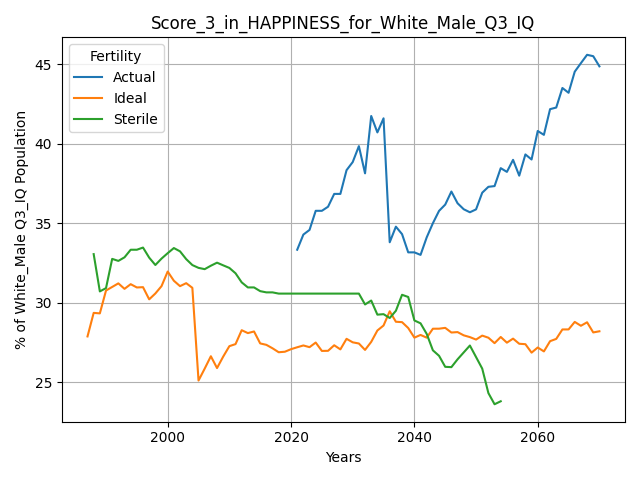 Score_3_in_HAPPINESS_for_White_Male_Q3_IQ
Fertility
Actual
Ideal
Sterile
% of White_Male Q3_IQ Population
45
40
35
30
25
2000
2020
2040
2060
Years